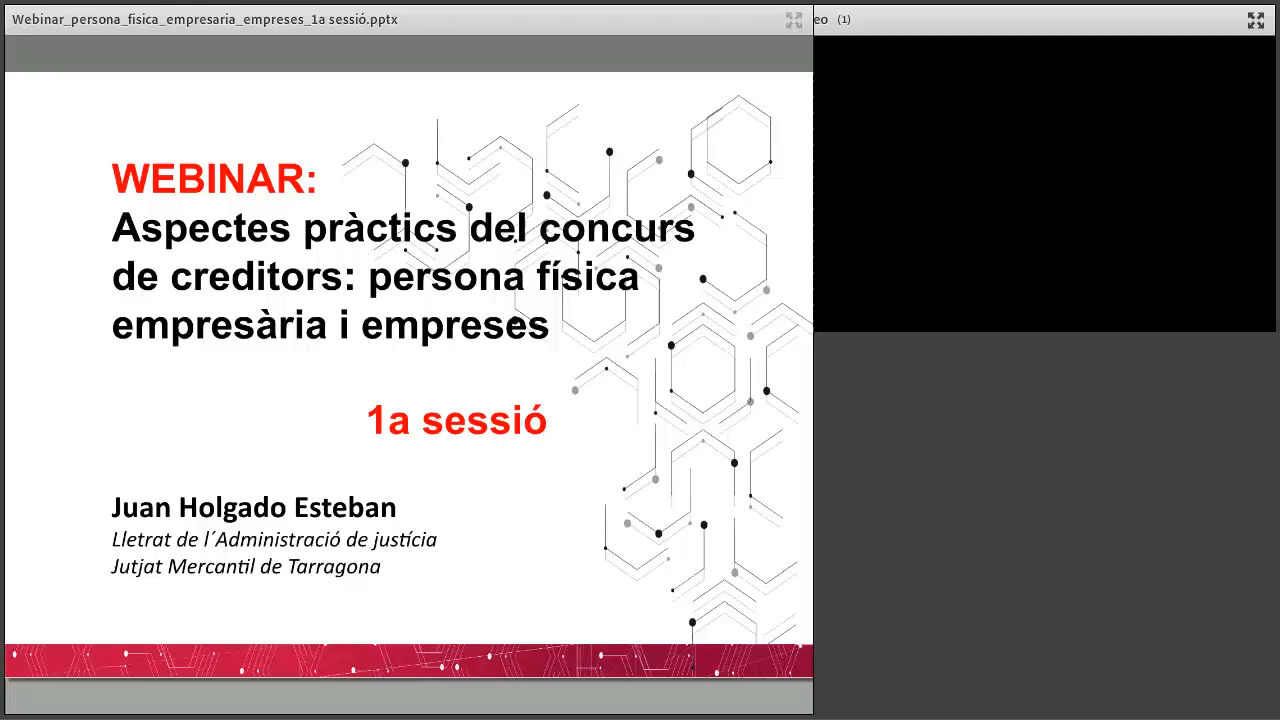 Webinar_persona_fisica_empresaria_empreses_1a sessió.pptx
eo (1)
WEBINAR:
Aspectes pràctics del concurs
de creditors: persona física
empresària i empreses
1a sessió
Juan Holgado Esteban
Lletrat de l´Administració de justícia
Jutjat Mercantil de Tarragona